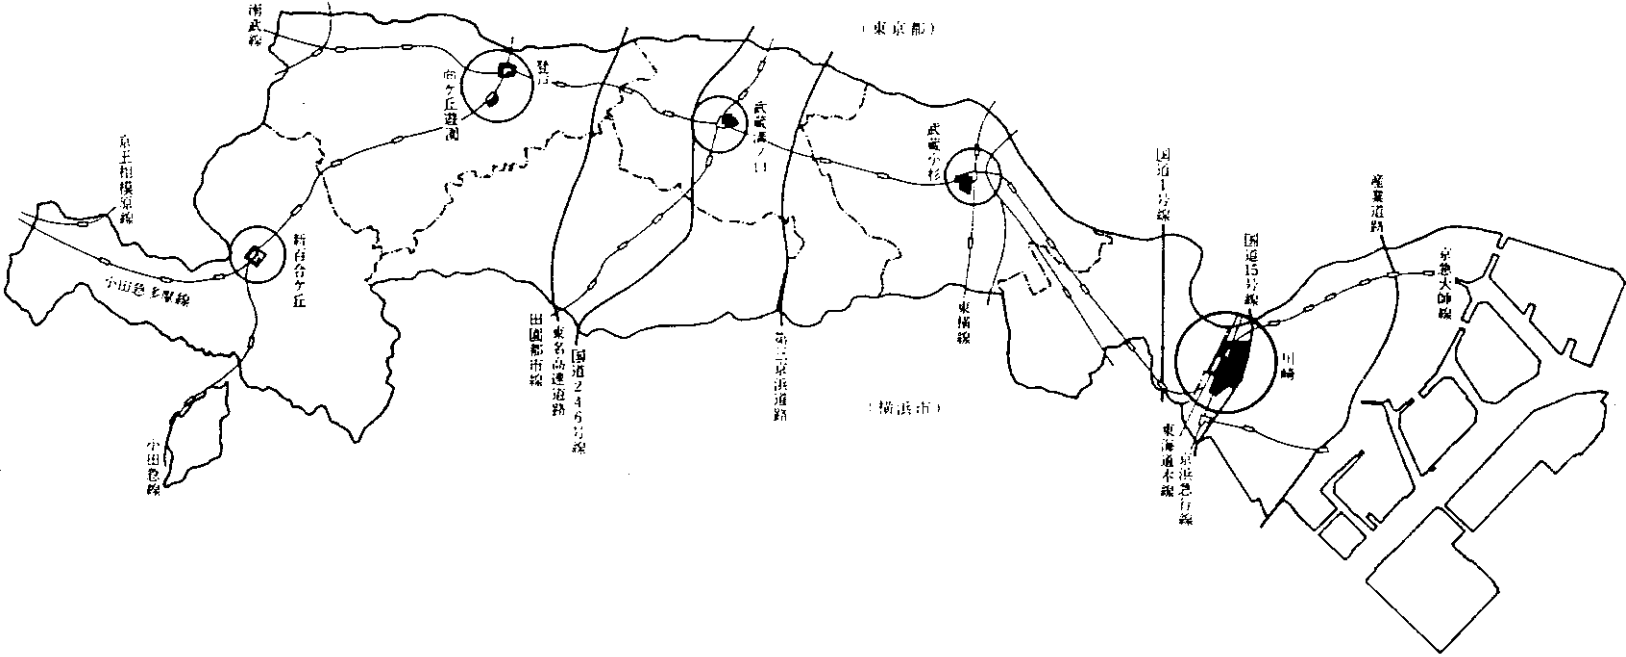 南武線
(東京都)
登戸
向ケ丘遊園
武蔵溝ノ口
武蔵小杉
国道1号線
産業道路
京王相模原線
国道15号線
京急大師線
新百合ケ丘
小田急多摩線
田園都市線
東名高速道路
国道246号線
第三京浜道路
東横線
川崎
(横浜市)
小田急線
東海道本線
京浜急行線